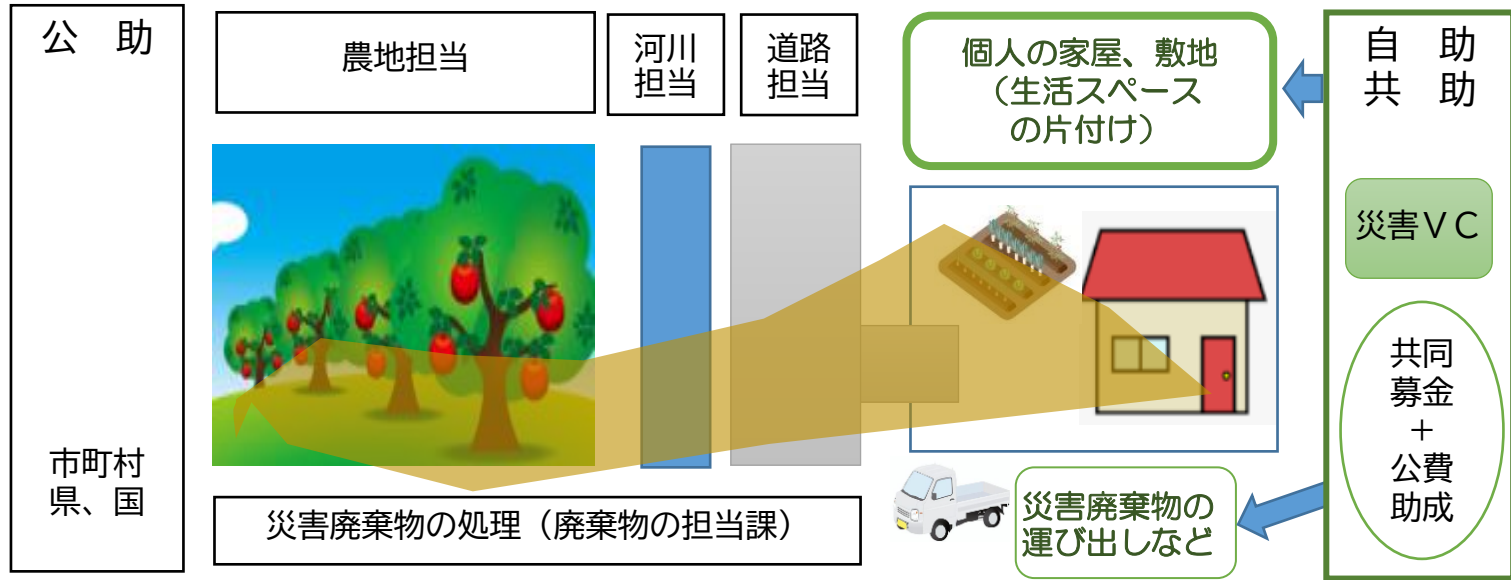 公　助
市町村
県、国
農地担当
河川
担当
道路
担当
個人の家屋、敷地
（生活スペース
の片付け）
災害廃棄物の処理（廃棄物の担当課）
災害廃棄物の
運び出しなど
自　助
共　助
災害ＶＣ
共同
募金
＋
公費
助成